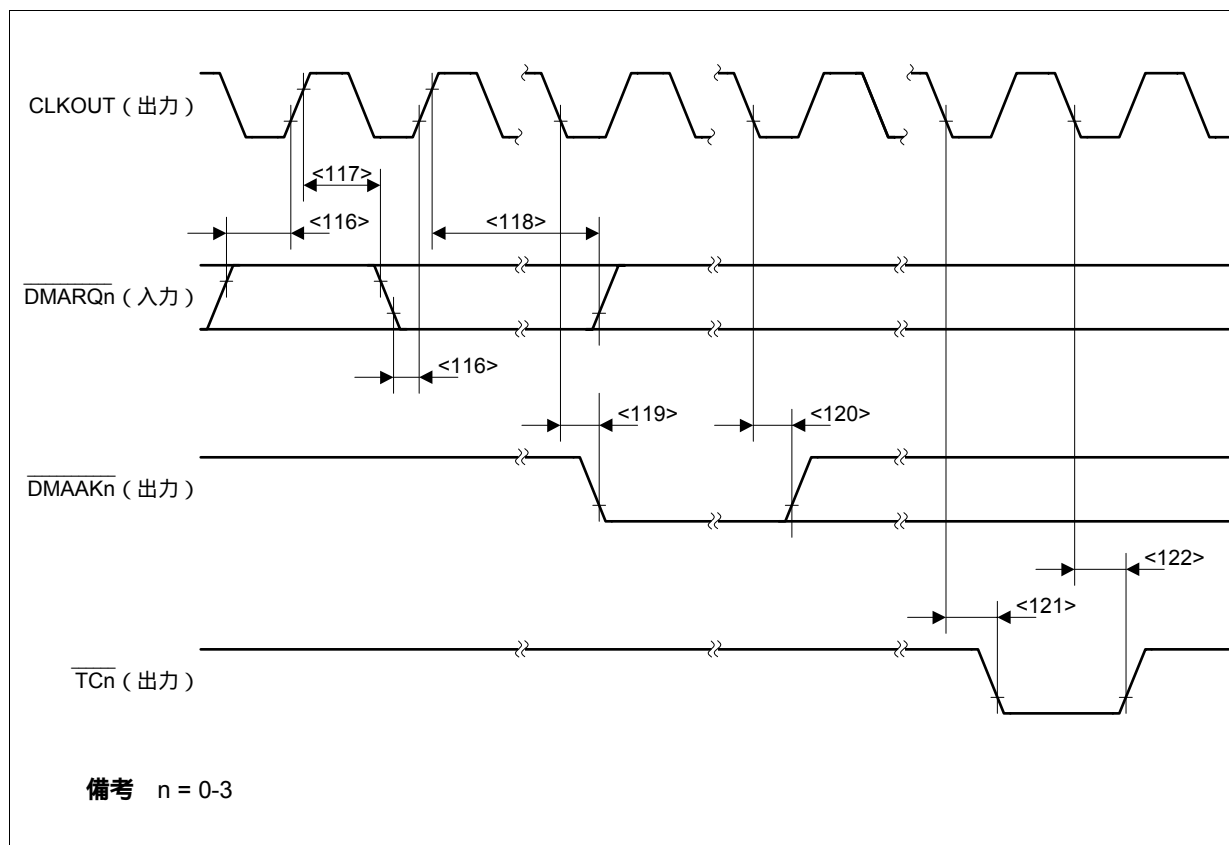 CLKOUT（出力）
<117>
<116>
<118>
DMARQn（入力）
<116>
<119>
<120>
DMAAKn（出力）
<122>
<121>
TCn（出力）
備考 n = 0-3